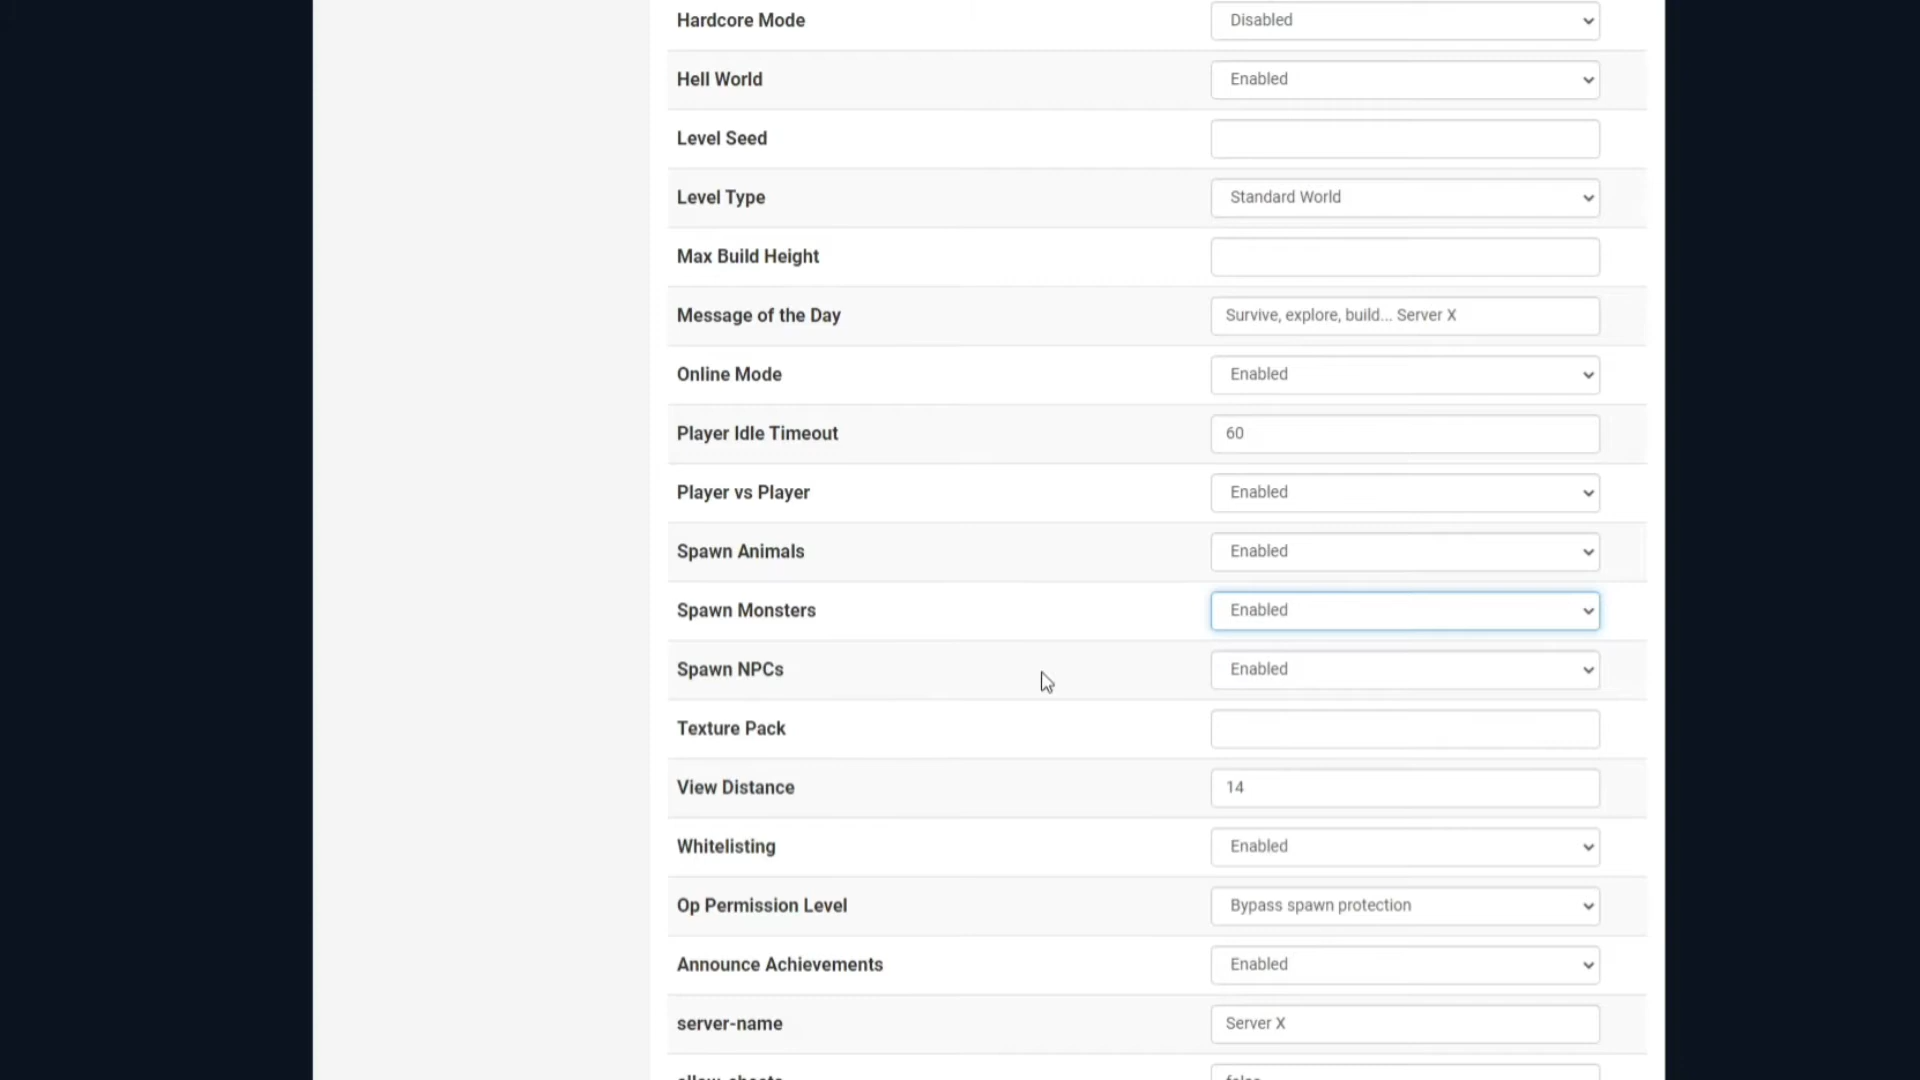 Hardcore Mode Disabled
Hell World Enabled
Level Seed
Level Type Standard World
Max Build Height
Message of the Day Survive, explore, build... Server X
Online Mode Enabled
Player Idle Timeout 60
Player vs Player Enabled
Spawn Animals Enabled
Spawn Monsters Enabled
Spawn NPCs Enabled
Texture Pack
View Distance 14
Whitelisting Enabled
Op Permission Level Bypass spawn protection
Announce Achievements Enabled
server-name Server X